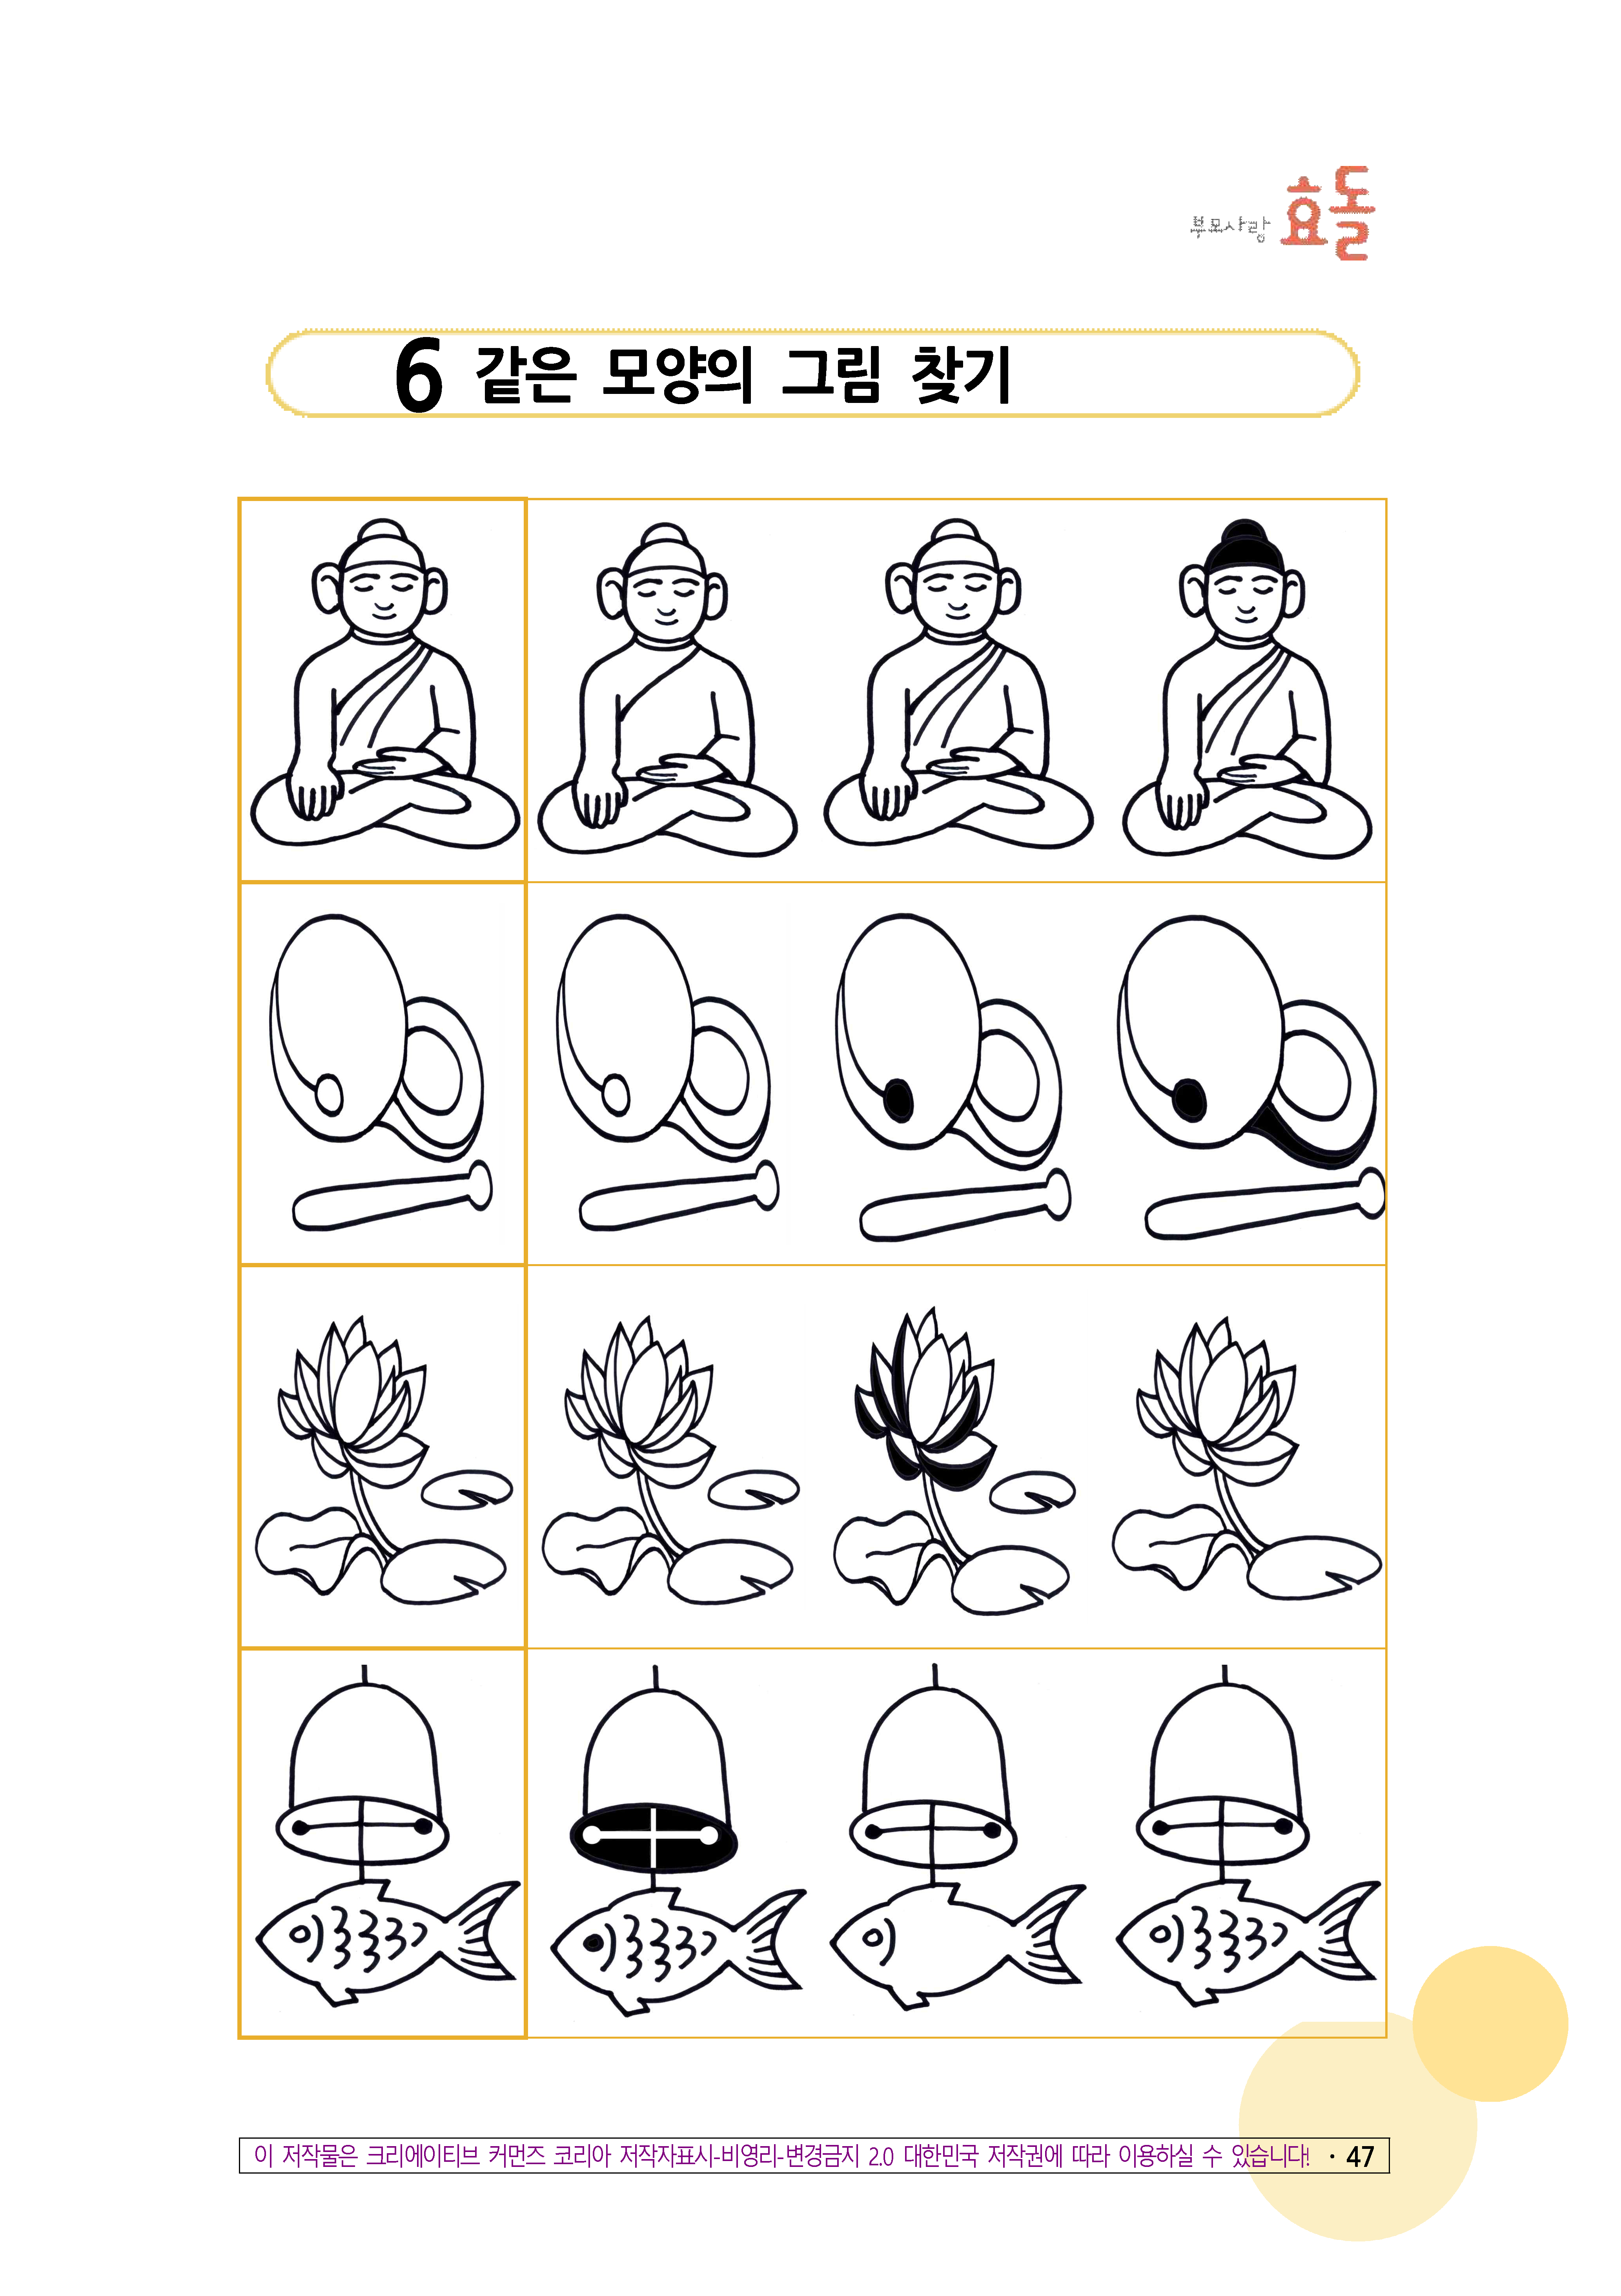 부모사랑 효돌
6 같은 모양의 그림 찾기
이 저작물은 크리에이티브 커먼즈 코리아 저작자표시-비영리-변경금지 2.0 대한민국 저작권에 따라 이용하실 수 있습니다! · 47